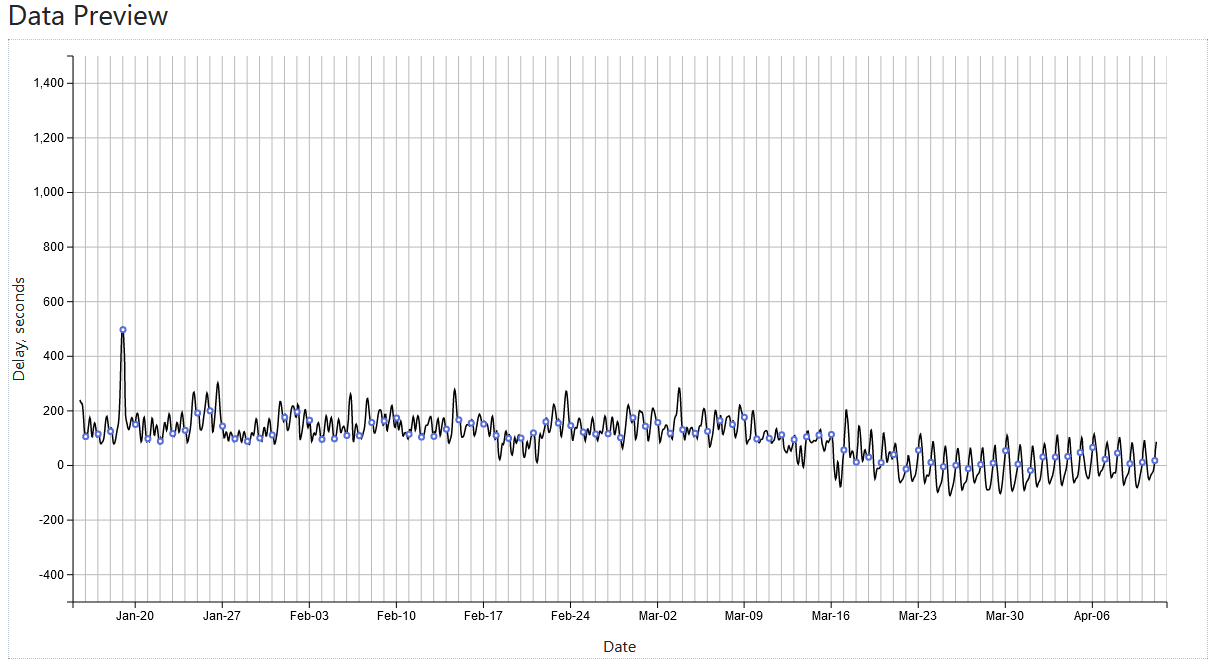 Data Preview
1,400
1,200
1,000
800
600
400
200
0
-200
-400
Delay, seconds
Jan-20 Jan-27 Feb-03 Feb-10 Feb-17 Feb-24 Mar-02 Mar-09 Mar-16 Mar-23 Mar-30 Apr-06
Date